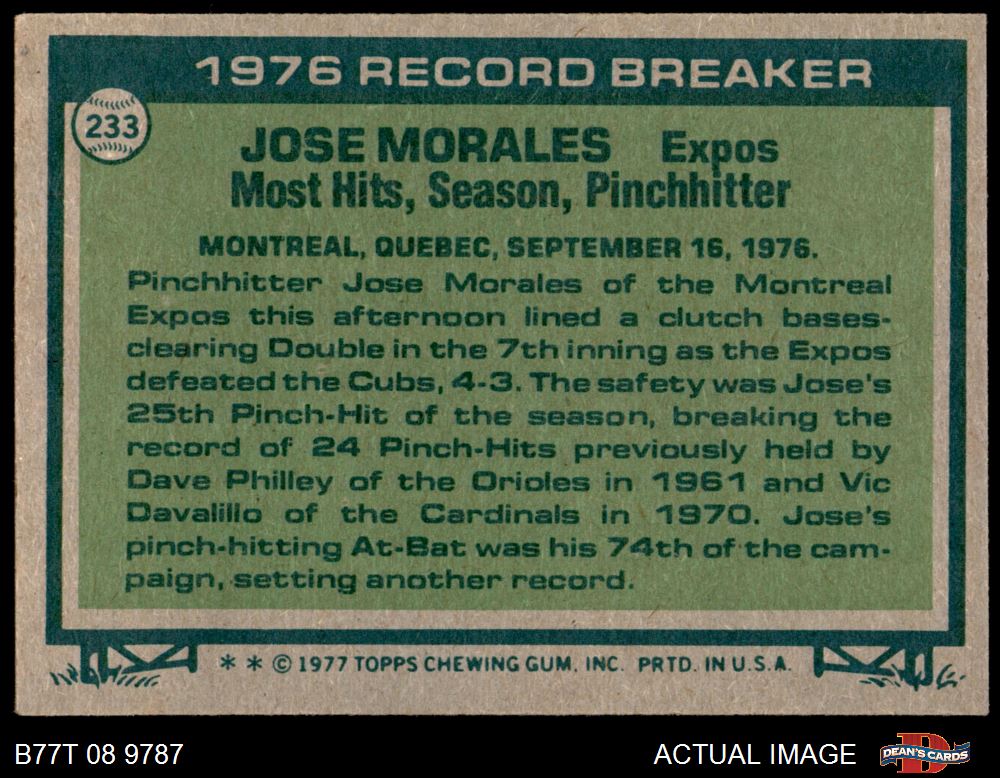 1976 RECORD BREAKER
233
JOSE MORALES Expos
Most Hits, Season, Pinchhitter
MONTREAL, QUEBEC, SEPTEMBER 16, 1976.
Pinchhitter Jose Morales of the Montreal
Expos this afternoon lined a clutch bases-
clearing Double in the 7th inning as the Expos
defeated the Cubs, 4-3. The safety was Jose's
25th Pinch-Hit of the season, breaking the
record of 24 Pinch-Hits previously held by
Dave Philley of the Orioles in 1961 and Vic
Davalillo of the Cardinals in 1970. Jose's
pinch-hitting At-Bat was his 74th of the cam-
paign, setting another record.
* * © 1977 TOPPS CHEWING GUM, INC. PRTD. IN U.S.A.
B77T 08 9787
ACTUAL IMAGE
DEAN'S CARDS